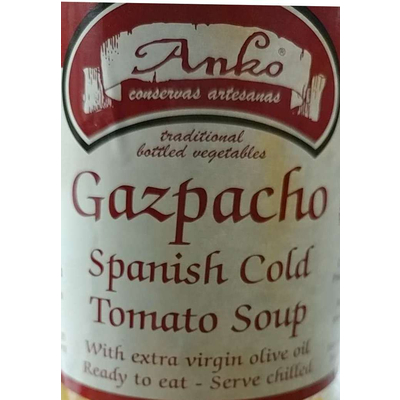 Anko®
conservas artesanas
traditional
bottled vegetables
Gazpacho
Spanish Cold
Tomato Soup
With extra virgin olive oil
Ready to eat - Serve chilled